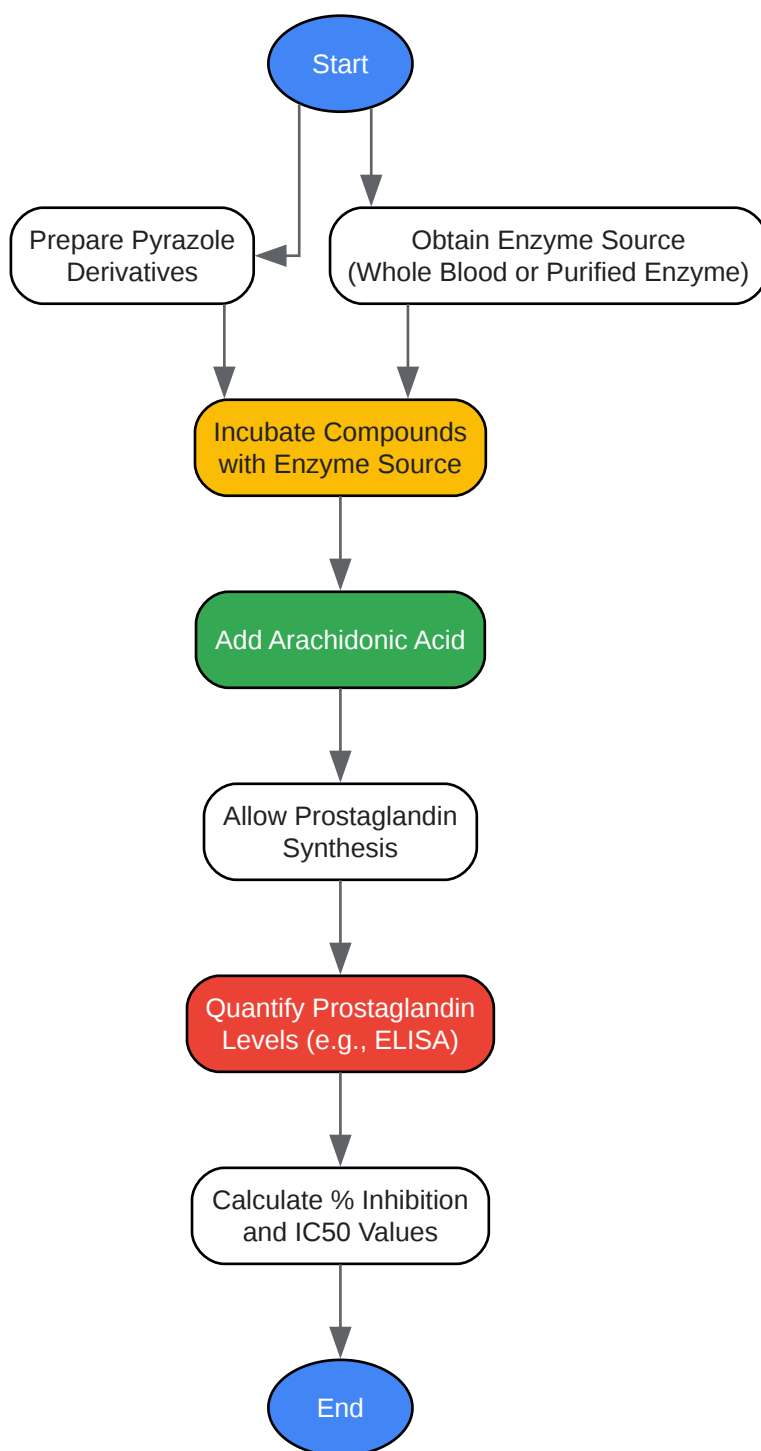 Start
Prepare Pyrazole
Derivatives
Obtain Enzyme Source
(Whole Blood or Purified Enzyme)
Incubate Compounds
with Enzyme Source
Add Arachidonic Acid
Allow Prostaglandin
Synthesis
Quantify Prostaglandin
Levels (e.g., ELISA)
Calculate % Inhibition
and IC50 Values
End